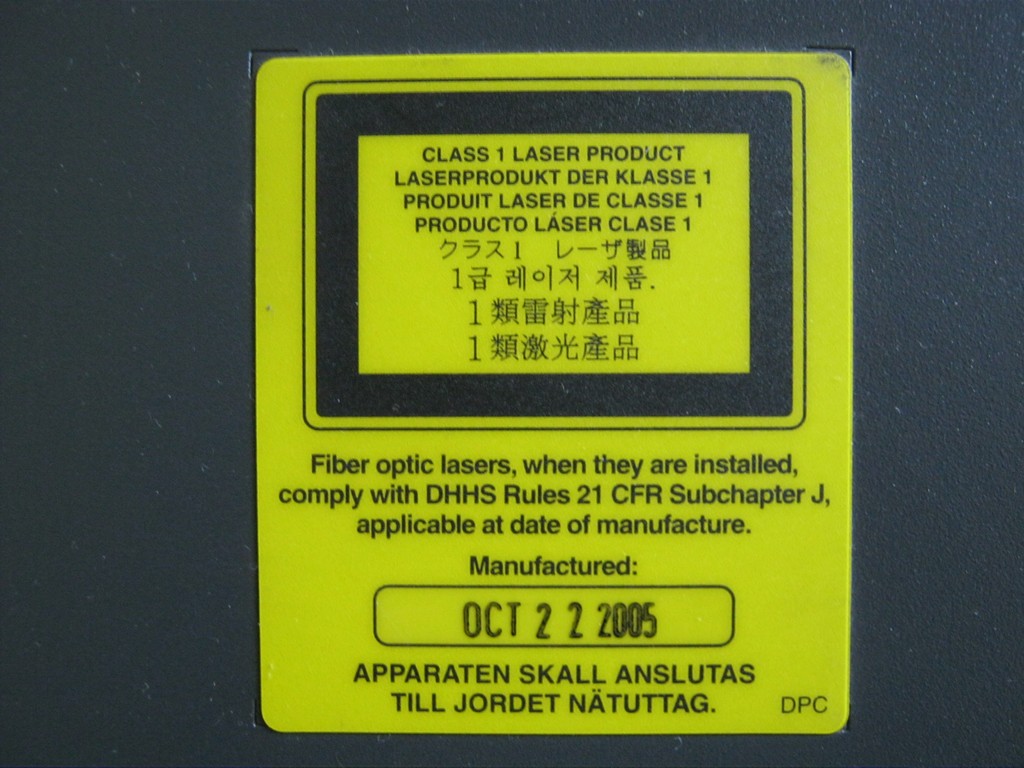 CLASS 1 LASER PRODUCT
LASERPRODUKT DER KLASSE 1
PRODUIT LASER DE CLASSE 1
PRODUCTO LÁSER CLASE 1
クラス1　レーザ製品
1급 레이저 제품.
1類雷射產品
1類激光產品
Fiber optic lasers, when they are installed,
comply with DHHS Rules 21 CFR Subchapter J,
applicable at date of manufacture.
Manufactured:
OCT 2 2 2005
APPARATEN SKALL ANSLUTAS
TILL JORDET NÄTUTTAG.
DPC